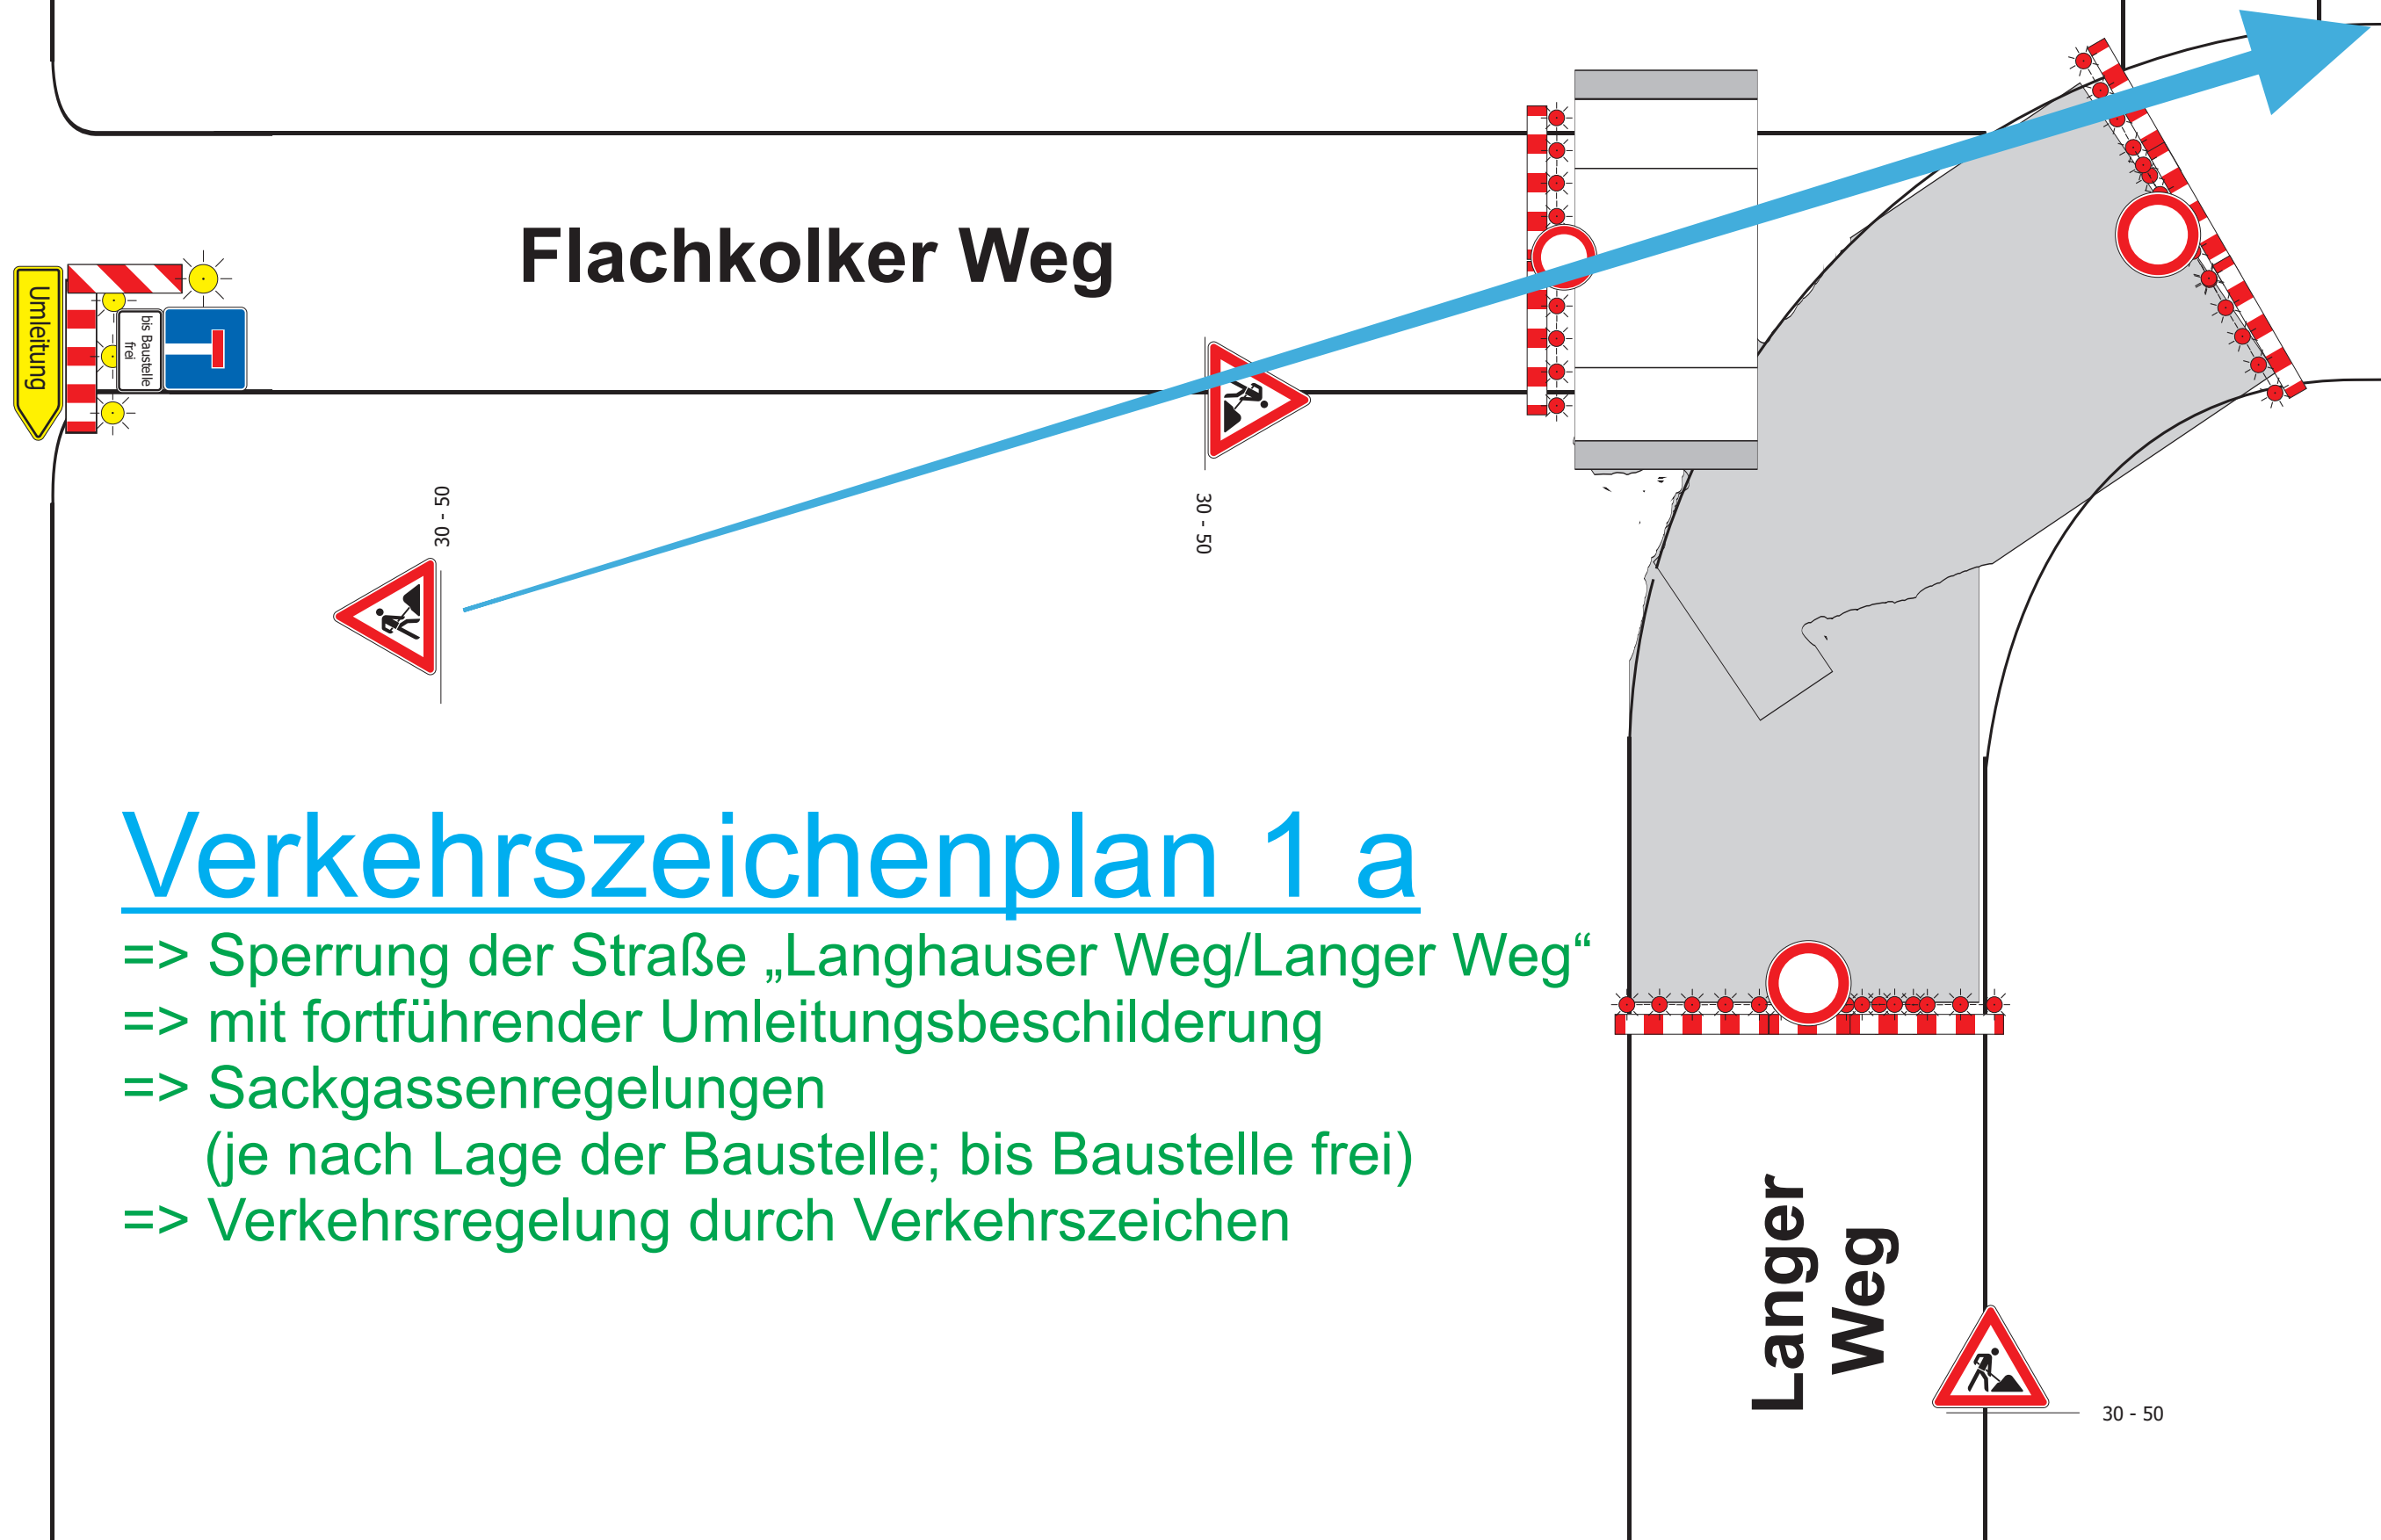 Flachkolker Weg
Umleitung
bis Baustelle
frei
30 - 50
30 - 50
Verkehrszeichenplan 1 a
=> Sperrung der Straße „Langhauser Weg/Langer Weg“
=> mit fortführender Umleitungsbeschilderung
=> Sackgassenregelungen
(je nach Lage der Baustelle; bis Baustelle frei)
=> Verkehrsregelung durch Verkehrszeichen
Langer
Weg
30 - 50